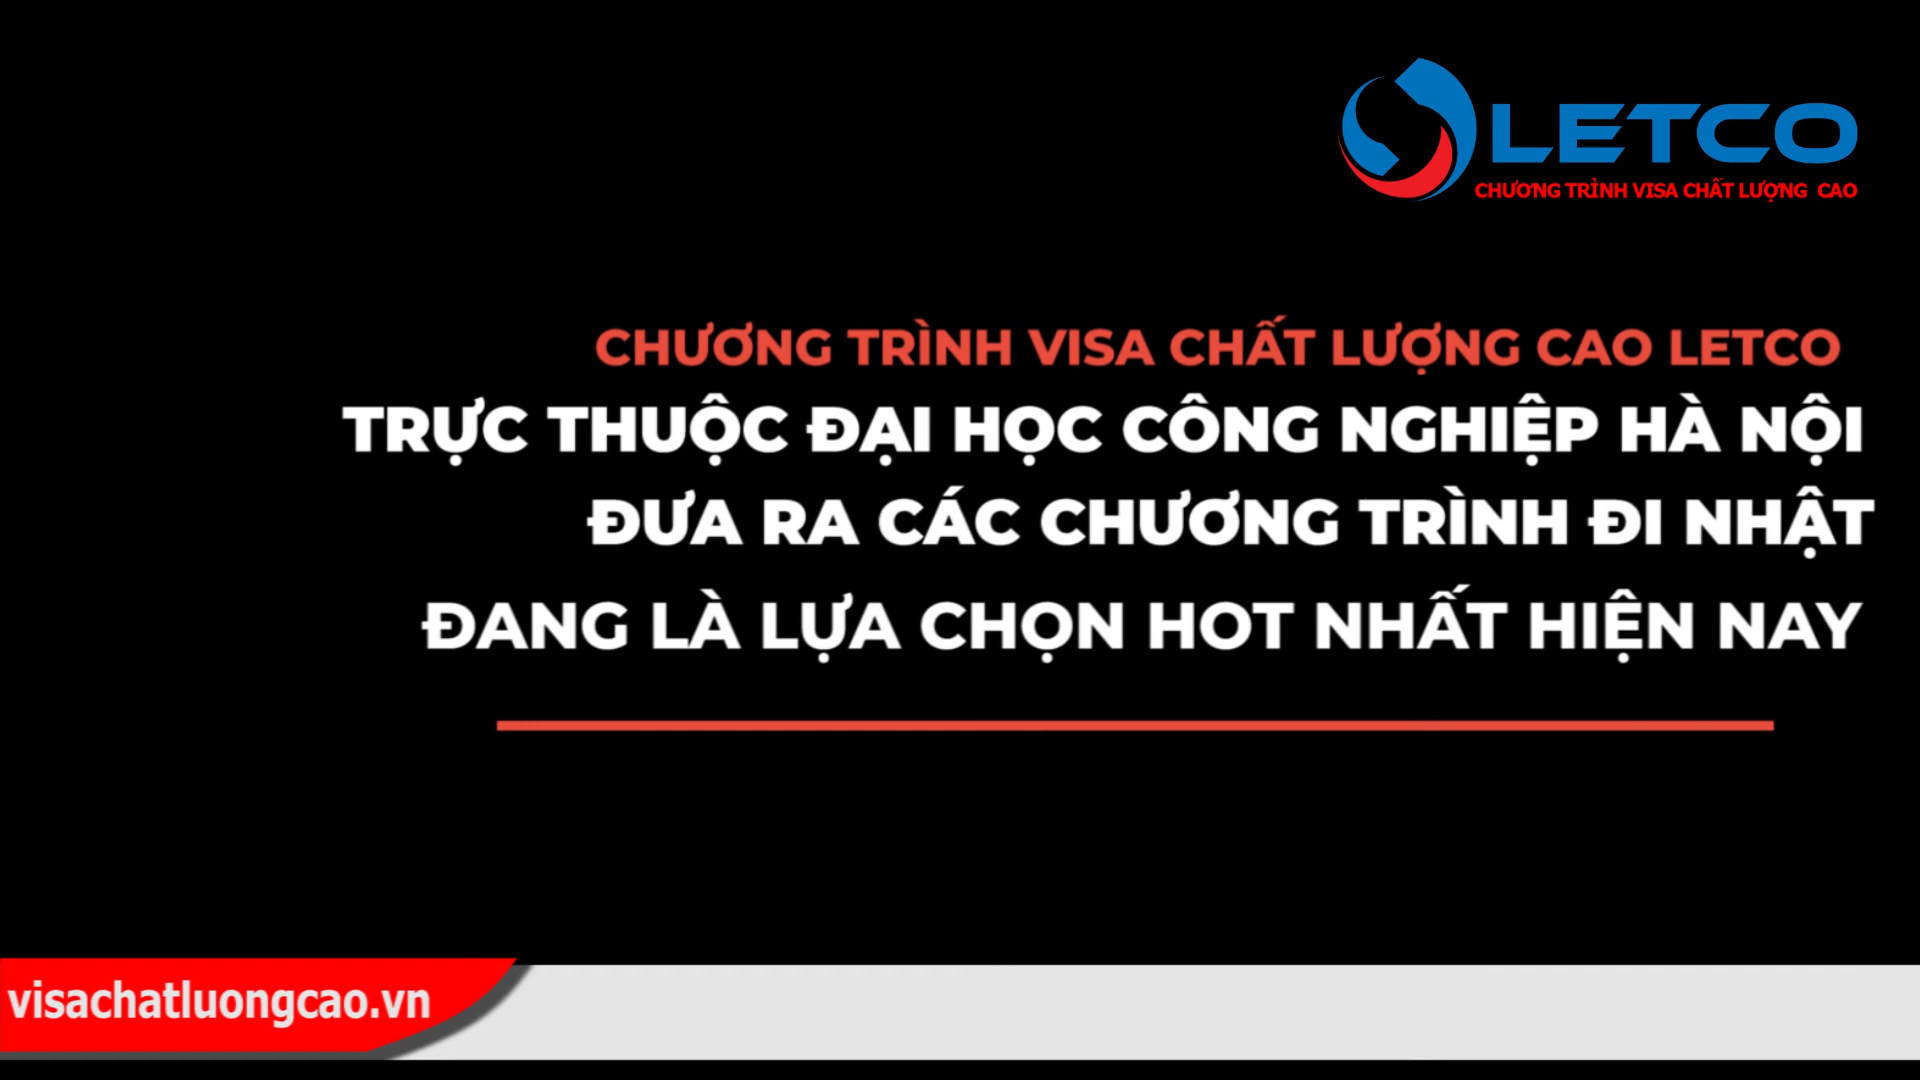 LETCO
CHƯƠNG TRÌNH VISA CHẤT LƯỢNG CAO
CHƯƠNG TRÌNH VISA CHẤT LƯỢNG CAO LETCO
TRỰC THUỘC ĐẠI HỌC CÔNG NGHIỆP HÀ NỘI
ĐƯA RA CÁC CHƯƠNG TRÌNH ĐI NHẬT
ĐANG LÀ LỰA CHỌN HOT NHẤT HIỆN NAY
visachatluongcao.vn